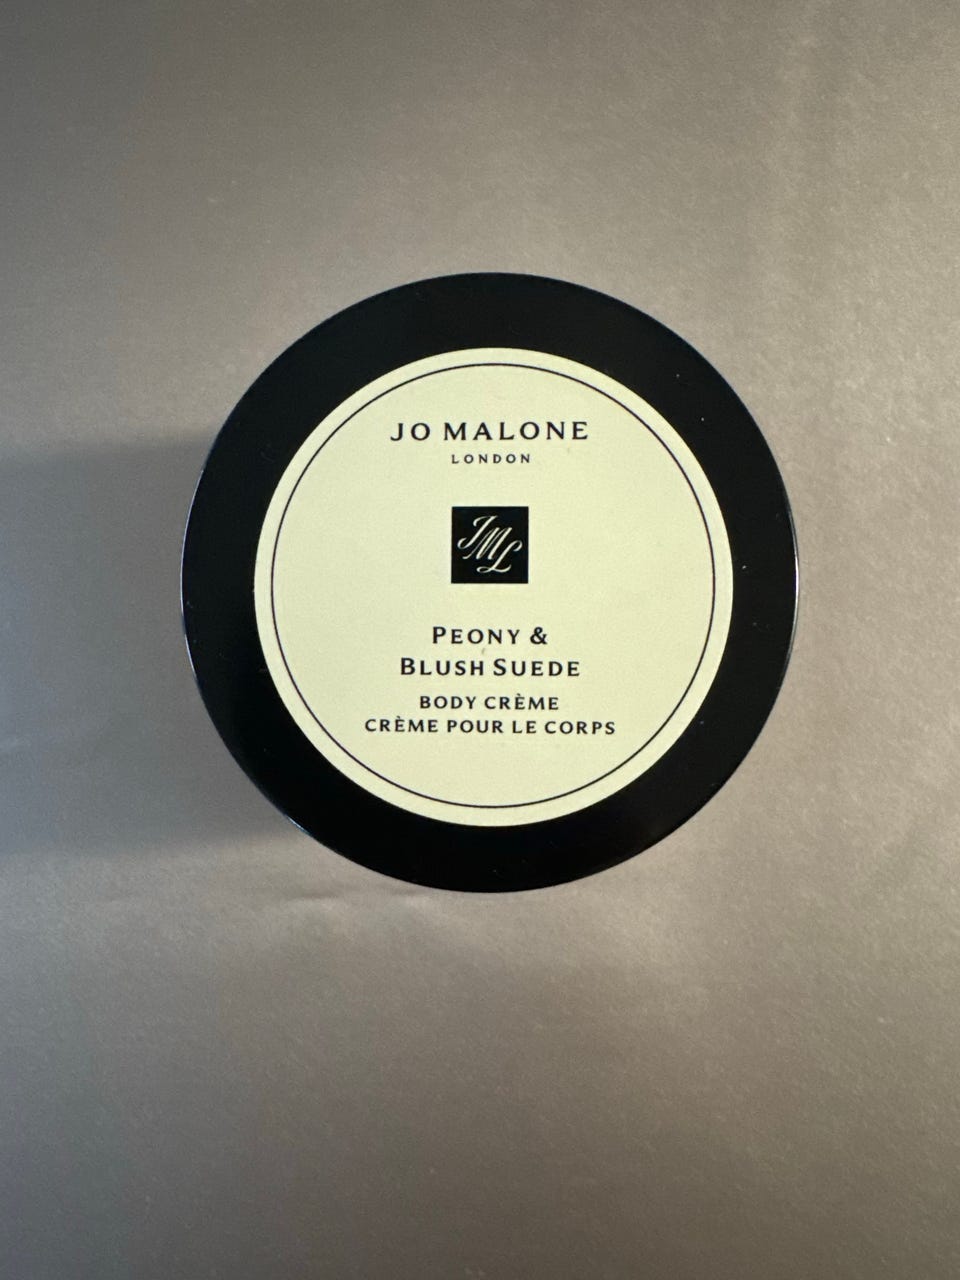 JO MALONE
LONDON
JML
PEONY &
BLUSH SUEDE
BODY CRÈME
CRÈME POUR LE CORPS